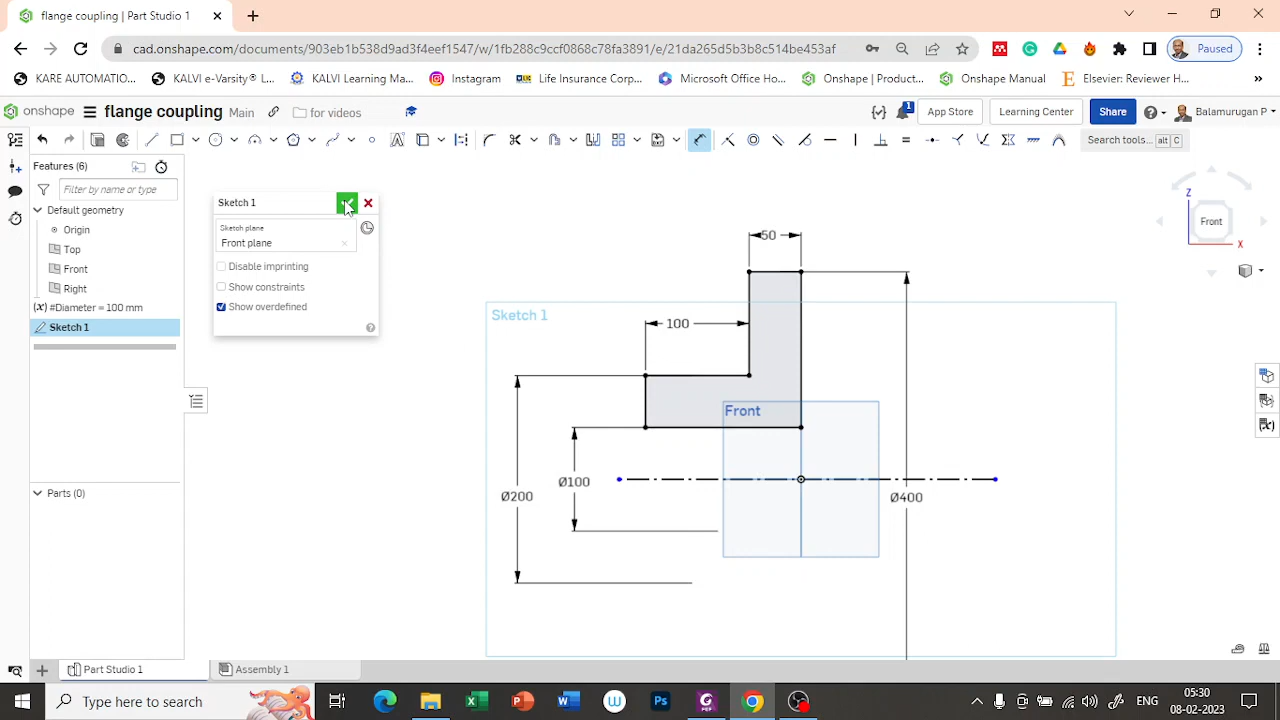 flange coupling | Part Studio 1
cad.onshape.com/documents/903eb1b538d9ad3f4eef1547/w/1fb288c9ccf0868c78fa3891/e/21da265d5b3b8c514be453af
Paused
KARE AUTOMATIO... KALVI e-Varsity ® L... KALVI Learning Ma... Instagram Life Insurance Corp... Microsoft Office Ho... Onshape | Product... Onshape Manual Elsevier: Reviewer H... »
onshape flange coupling Main for videos 1 App Store Learning Center Share Balamurugan P
Search tools... alt C
Features (6)
Filter by name or type
Default geometry
Origin
Top
Front
Right
(x) #Diameter = 100 mm
Sketch 1
Parts (0)
Sketch 1
Sketch plane
Front plane
Disable imprinting
Show constraints
Show overdefined
Z
Front
X
50
Sketch 1
100
Front
Ø200
Ø100
Ø400
Part Studio 1
Assembly 1
Type here to search
ENG
05:30
08-02-2023